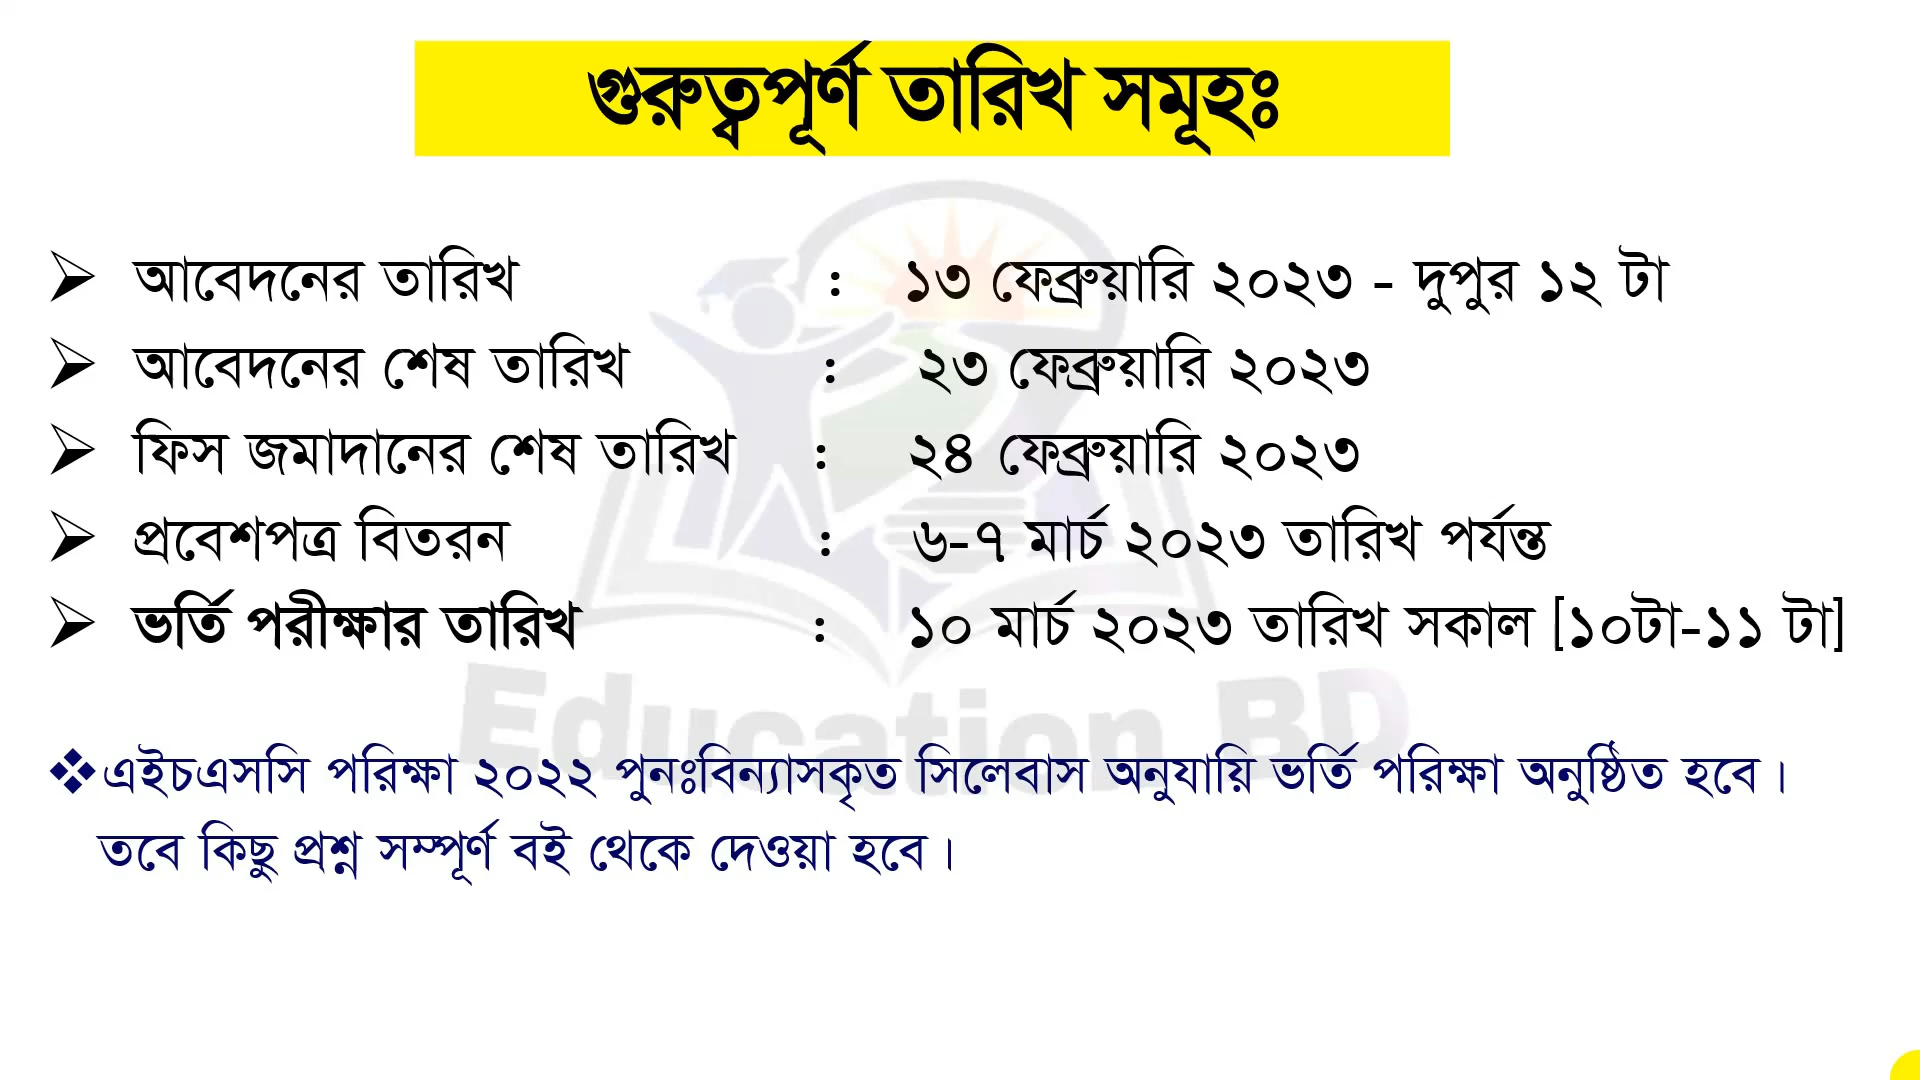 গুরুত্বপূর্ণ তারিখ সমূহঃ
➢ আবেদনের তারিখ : ১৩ ফেব্রুয়ারি ২০২৩ - দুপুর ১২ টা
➢ আবেদনের শেষ তারিখ : ২৩ ফেব্রুয়ারি ২০২৩
➢ ফিস জমাদানের শেষ তারিখ : ২৪ ফেব্রুয়ারি ২০২৩
➢ প্রবেশপত্র বিতরন : ৬-৭ মার্চ ২০২৩ তারিখ পর্যন্ত
➢ ভর্তি পরীক্ষার তারিখ : ১০ মার্চ ২০২৩ তারিখ সকাল [১০টা-১১ টা]
Education BD
❖এইচএসসি পরিক্ষা ২০২২ পুনঃবিন্যাসকৃত সিলেবাস অনুযায়ি ভর্তি পরিক্ষা অনুষ্ঠিত হবে।
তবে কিছু প্রশ্ন সম্পূর্ণ বই থেকে দেওয়া হবে।